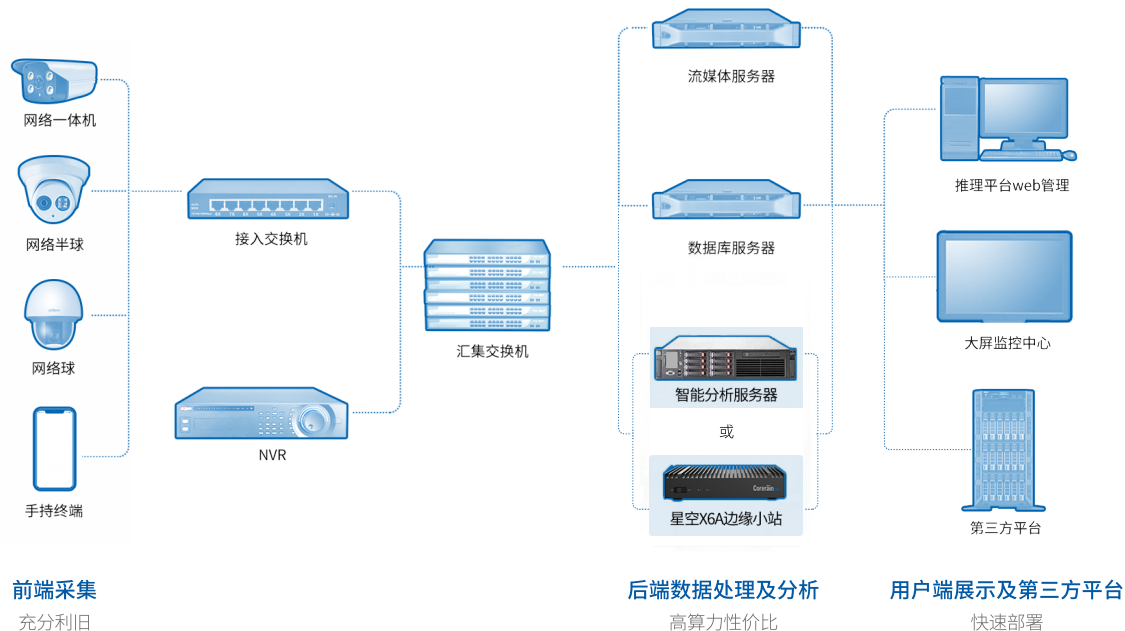 网络一体机
网络半球
网络球
手持终端
前端采集
充分利旧
接入交换机
NVR
汇集交换机
流媒体服务器
数据库服务器
智能分析服务器
或
星空X6A边缘小站
后端数据处理及分析
高算力性价比
推理平台web管理
大屏监控中心
第三方平台
用户端展示及第三方平台
快速部署